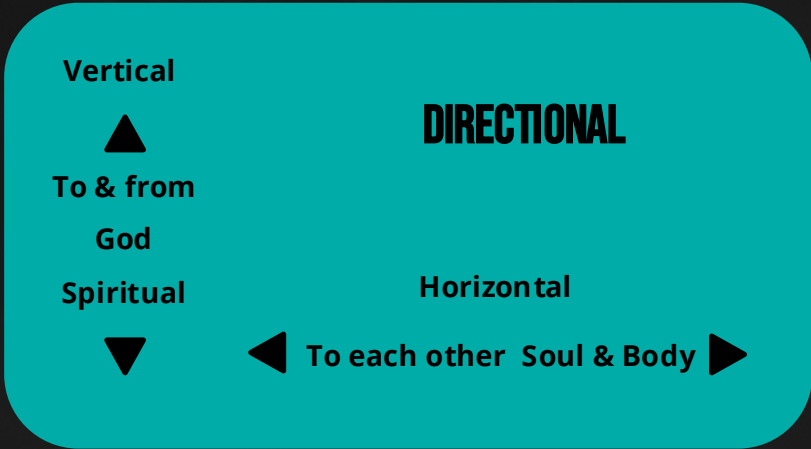 Vertical
DIRECTIONAL
To & from
God
Spiritual
Horizontal
To each other  Soul & Body